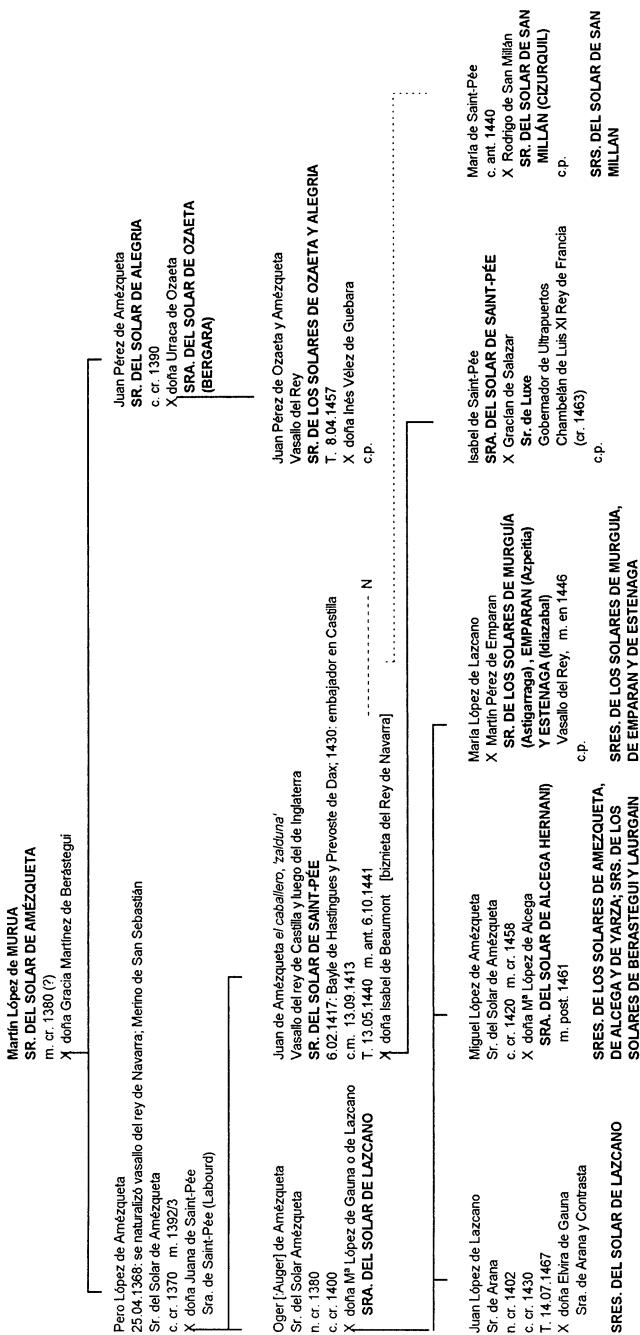 Martín López de MURUA
SR. DEL SOLAR DE AMÉZQUETA
m. cr. 1380 (?)
X doña Gracia Martínez de Berástegui
Pero López de Amézqueta
25.04.1368: se naturalizó vasallo del rey de Navarra; Merino de San Sebastián
Sr. del Solar de Amézqueta
c. cr. 1370 m. 1392/3
X doña Juana de Saint-Pée
Sra. de Saint-Pée (Labourd)
Juan Pérez de Amézqueta
SR. DEL SOLAR DE ALEGRIA
c. cr. 1390
X doña Urraca de Ozaeta
SRA. DEL SOLAR DE OZAETA
(BERGARA)
Oger [:Auger] de Amézqueta
Sr. del Solar Amézqueta
n. cr. 1380
c. cr. 1400
X doña Mª López de Gauna o de Lazcano
SRA. DEL SOLAR DE LAZCANO
Juan de Amézqueta el caballero, 'zalduna'
Vasallo del rey de Castilla y luego del de Inglaterra
SR. DEL SOLAR DE SAINT-PÉE
6.02.1417: Bayle de Hastingues y Prevoste de Dax; 1430: embajador en Castilla
c.m. 13.09.1413
T. 13.05.1440 m. ant. 6.10.1441
X doña Isabel de Beaumont [biznieta del Rey de Navarra]
N
Juan Pérez de Ozaeta y Amézqueta
Vasallo del Rey
SR. DE LOS SOLARES DE OZAETA Y ALEGRIA
T. 8.04.1457
X doña Inés Vélez de Guebara
c.p.
Juan López de Lazcano
Sr. de Arana
n. cr. 1402
c. cr. 1430
T. 14.07.1467
X doña Elvira de Gauna
Sra. de Arana y Contrasta
SRES. DEL SOLAR DE LAZCANO
Miguel López de Amézqueta
Sr. del Solar de Amézqueta
c. cr. 1420 m. cr. 1458
X doña Mª López de Alcega
SRA. DEL SOLAR DE ALCEGA HERNANI)
m. post. 1461
SRES. DE LOS SOLARES DE AMEZQUETA,
DE ALCEGA Y DE YARZA; SRS. DE LOS
SOLARES DE BERASTEGUI Y LAURGAIN
María López de Lazcano
X Martín Pérez de Emparan
SR. DE LOS SOLARES DE MURGUÍA
(Astigarraga) , EMPARAN (Azpeitia)
Y ESTENAGA (Idiazabal)
Vasallo del Rey, m. en 1446
c.p.
SRES. DE LOS SOLARES DE MURGUIA,
DE EMPARAN Y DE ESTENAGA
Isabel de Saint-Pée
SRA. DEL SOLAR DE SAINT-PÉE
X Gracían de Salazar
Sr. de Luxe
Gobernador de Ultrapuertos
Chambelán de Luis XI Rey de Francia
(cr. 1463)
c.p.
María de Saint-Pée
c. ant. 1440
X Rodrigo de San Millán
SR. DEL SOLAR DE SAN
MILLÁN (CIZURQUIL)
c.p.
SRS. DEL SOLAR DE SAN
MILLAN